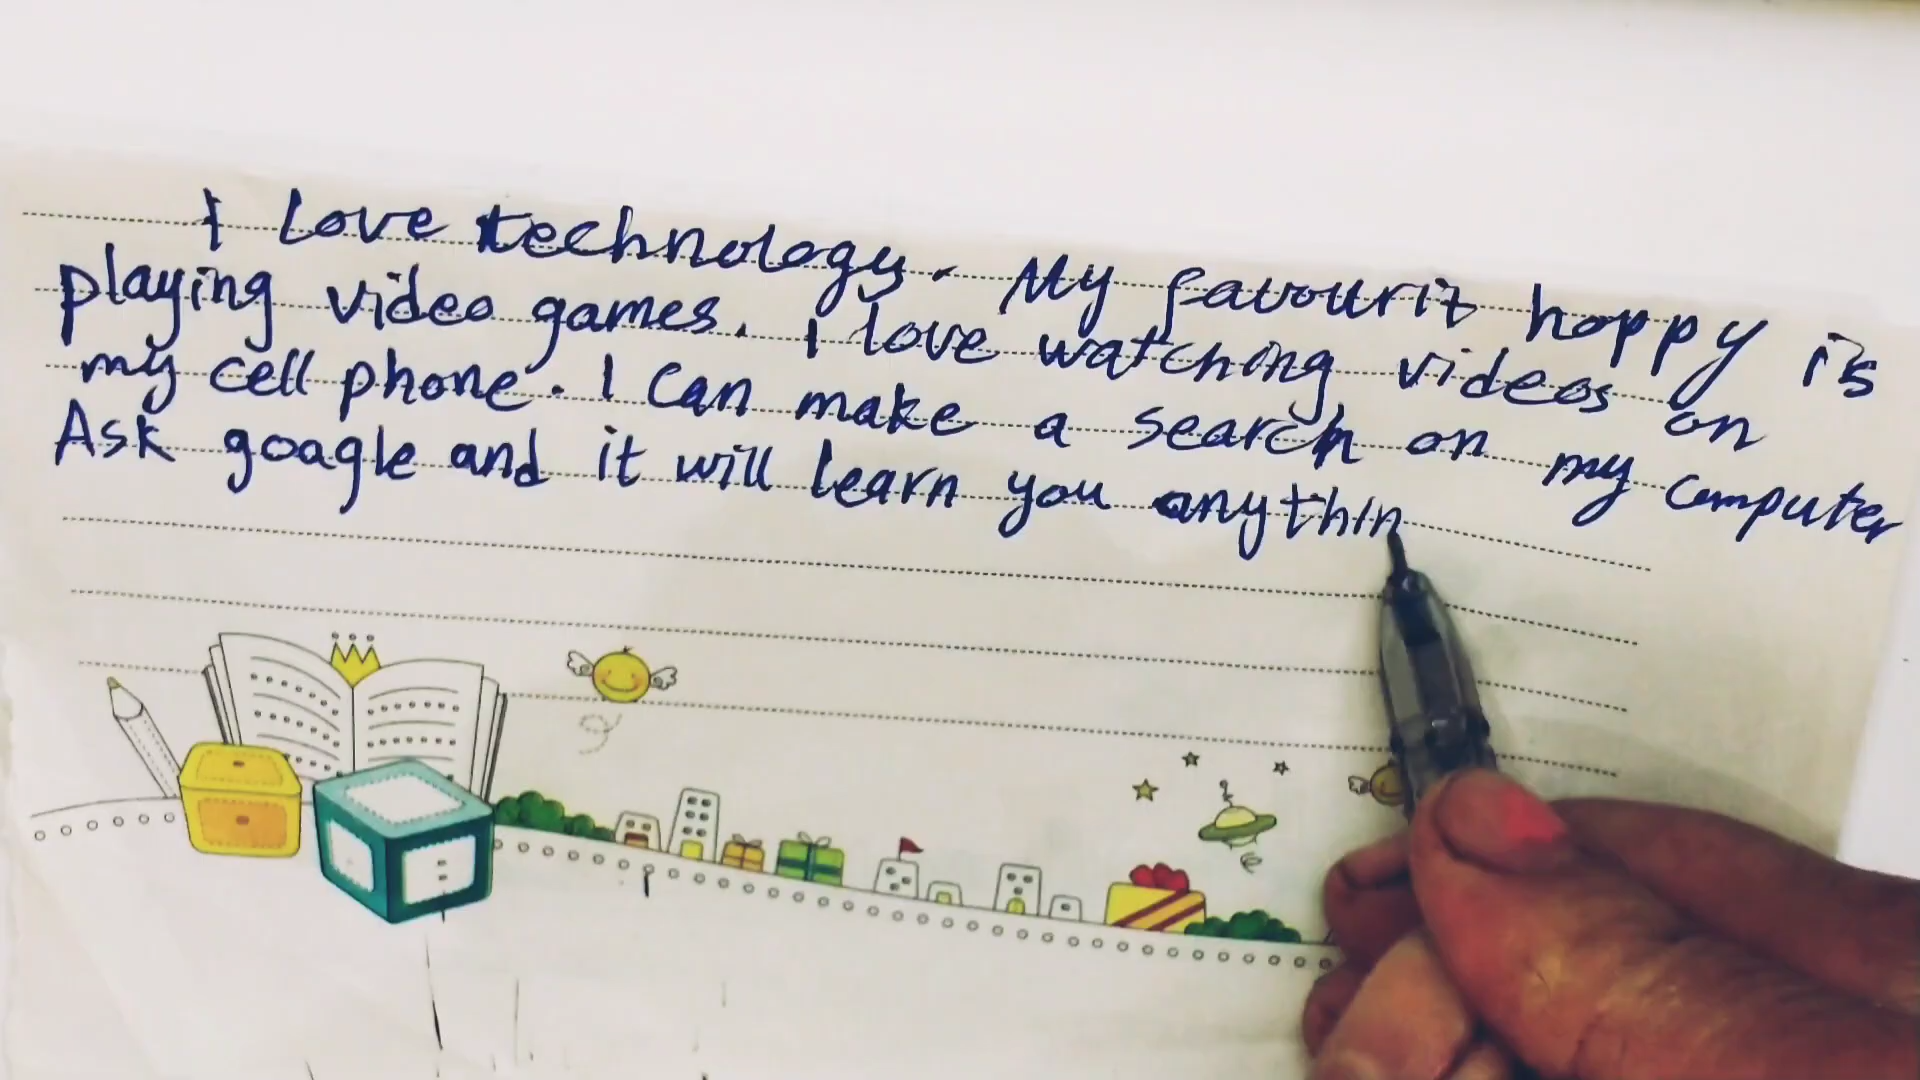 I love technology. My favourit hoppy is
playing video games. I love watching videos on
my cell phone. I can make a search on my computer
Ask goagle and it will learn you anythin